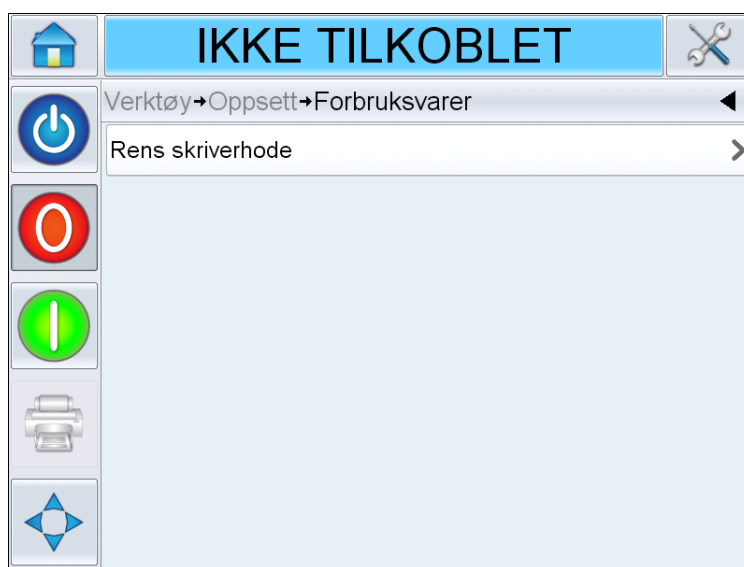 IKKE TILKOBLET
Verktøy→Oppsett→Forbruksvarer
Rens skriverhode